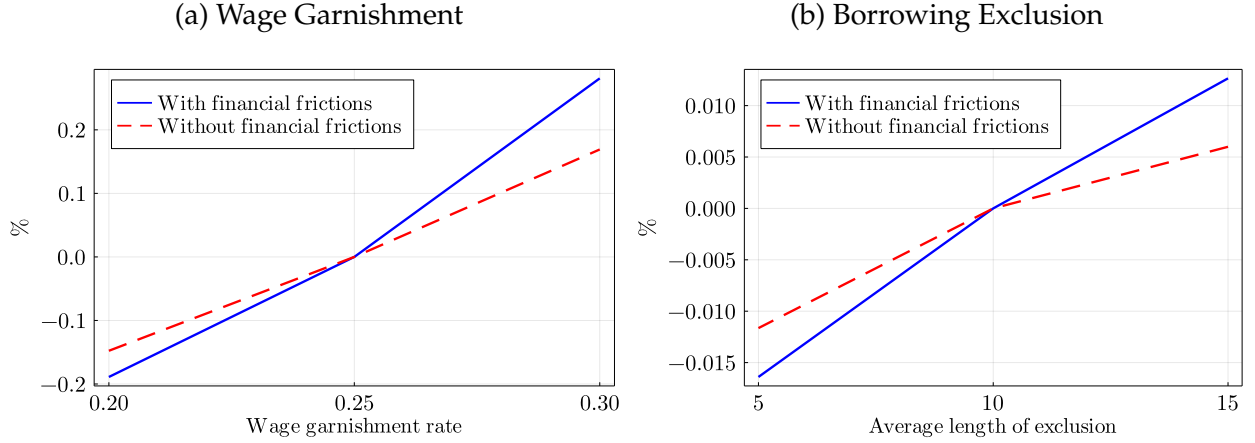 (a) Wage Garnishment
With financial frictions
Without financial frictions
%
0.2
0.1
0.0
−0.1
−0.2
0.20
0.25
0.30
Wage garnishment rate
(b) Borrowing Exclusion
With financial frictions
Without financial frictions
%
0.010
0.005
0.000
−0.005
−0.010
−0.015
5
10
15
Average length of exclusion